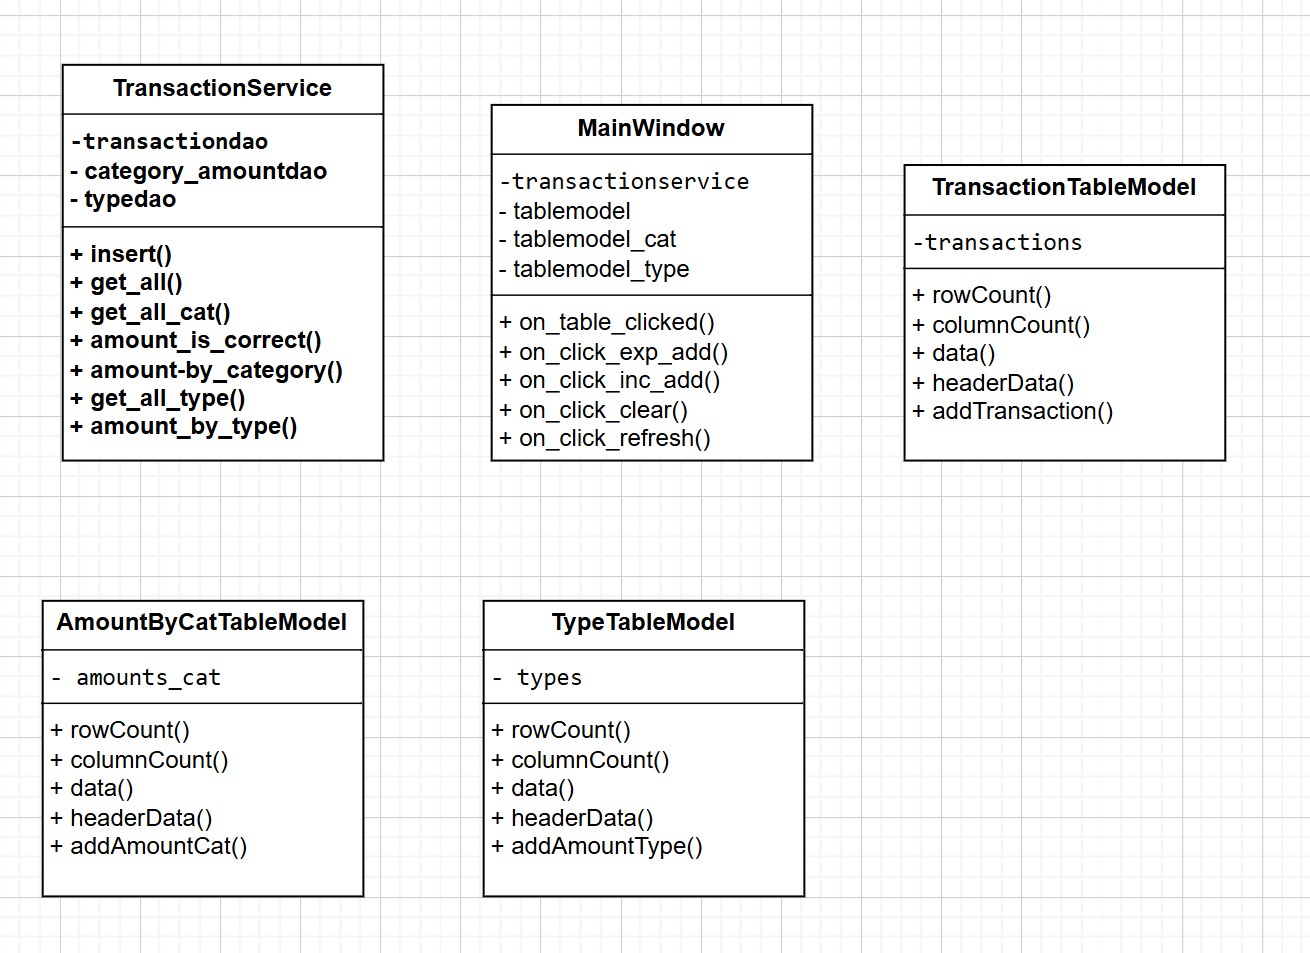 TransactionService
-transactiondao
- category_amountdao
- typedao
+ insert()
+ get_all()
+ get_all_cat()
+ amount_is_correct()
+ amount-by_category()
+ get_all_type()
+ amount_by_type()
MainWindow
-transactionservice
- tablemodel
- tablemodel_cat
- tablemodel_type
+ on_table_clicked()
+ on_click_exp_add()
+ on_click_inc_add()
+ on_click_clear()
+ on_click_refresh()
TransactionTableModel
-transactions
+ rowCount()
+ columnCount()
+ data()
+ headerData()
+ addTransaction()
AmountByCatTableModel
- amounts_cat
+ rowCount()
+ columnCount()
+ data()
+ headerData()
+ addAmountCat()
TypeTableModel
- types
+ rowCount()
+ columnCount()
+ data()
+ headerData()
+ addAmountType()